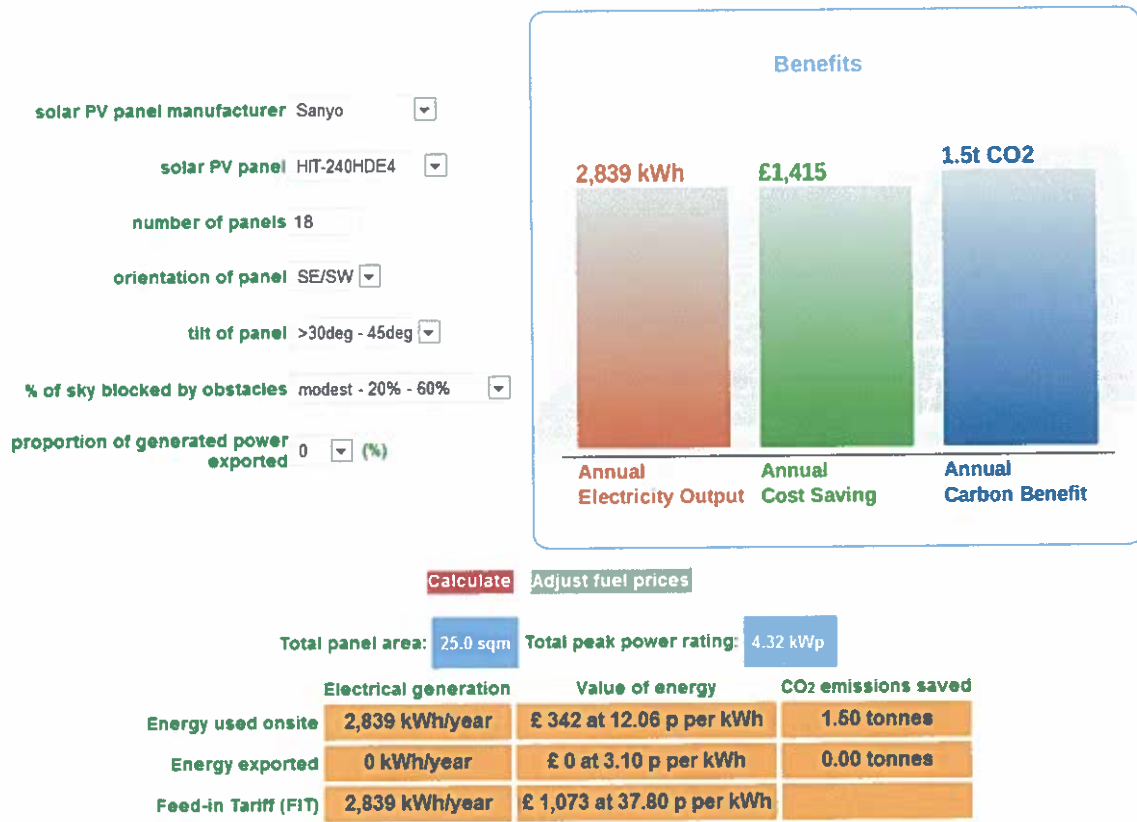 Benefits
solar PV panel manufacturer Sanyo
solar PV panel HIT-240HDE4
number of panels 18
orientation of panel SE/SW
tilt of panel >30deg - 45deg
% of sky blocked by obstacles modest - 20% - 60%
proportion of generated power
exported 0 (%)
2,839 kWh £1,415 1.5t CO2
Annual Annual Annual
Electricity Output Cost Saving Carbon Benefit
Calculate Adjust fuel prices
Total panel area: 25.0 sqm Total peak power rating: 4.32 kWp
Electrical generation Value of energy CO2 emissions saved
Energy used onsite 2,839 kWh/year £ 342 at 12.06 p per kWh 1.50 tonnes
Energy exported 0 kWh/year £ 0 at 3.10 p per kWh 0.00 tonnes
Feed-in Tariff (FIT) 2,839 kWh/year £ 1,073 at 37.80 p per kWh